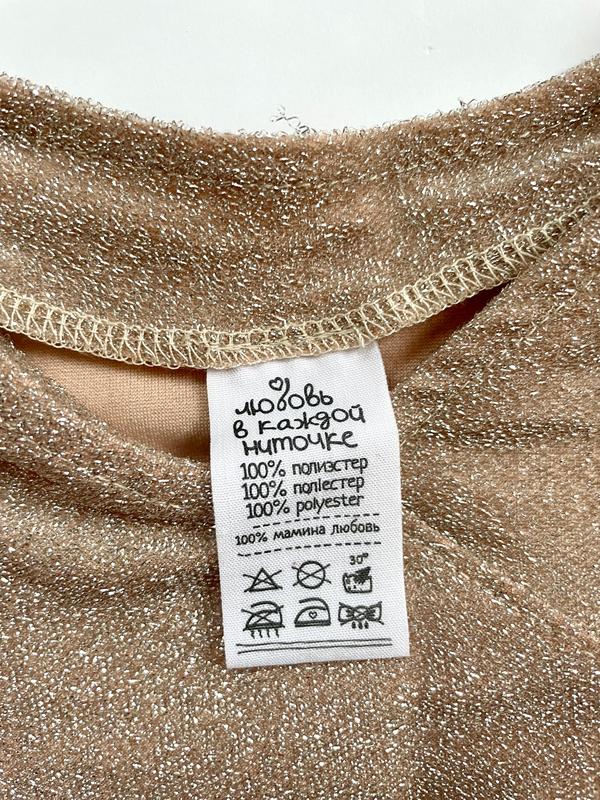 любовь
в каждой
ниточке
100% полиэстер
100% поліестер
100% polyester
100% мамина любовь
30°